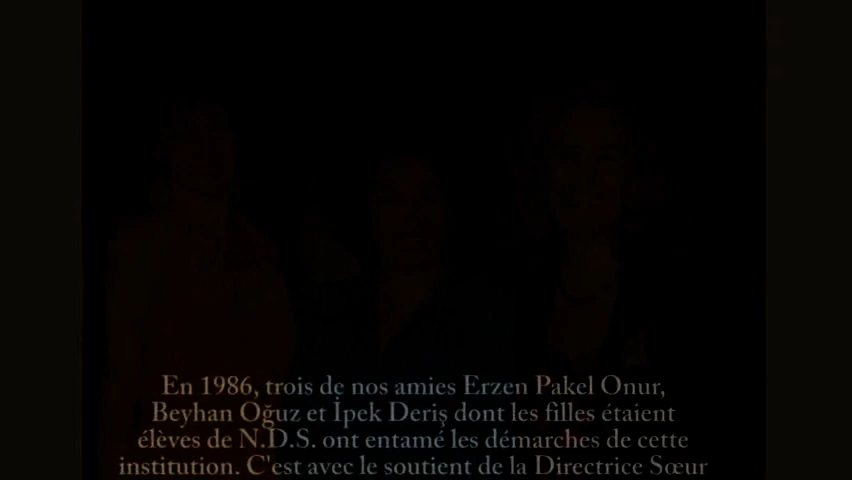 En 1986, trois de nos amies Erzen Pakel Onur,
Beyhan Oğuz et İpek Deriş dont les filles étaient
élèves de N.D.S. ont entamé les démarches de cette
institution. C'est avec le soutient de la Directrice Sœur